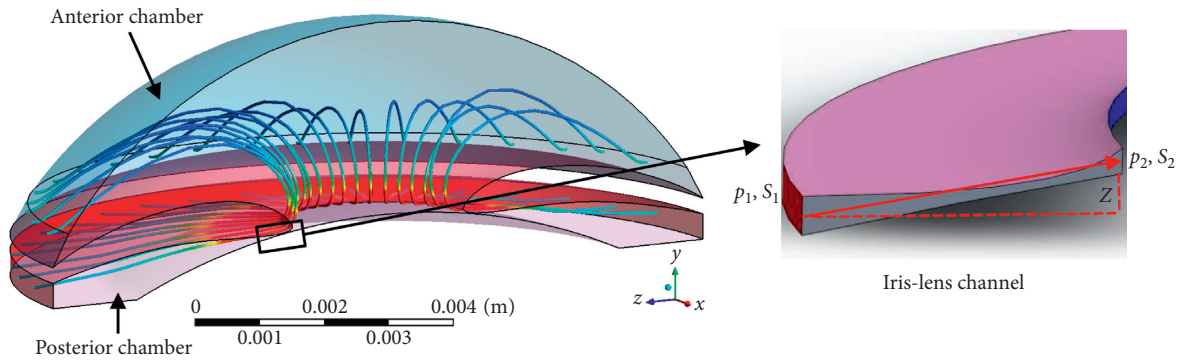 Anterior chamber
Posterior chamber
0 0.002 0.004 (m)
0.001 0.003
y
z x
p₁, S₁
p₂, S₂
Z
Iris-lens channel